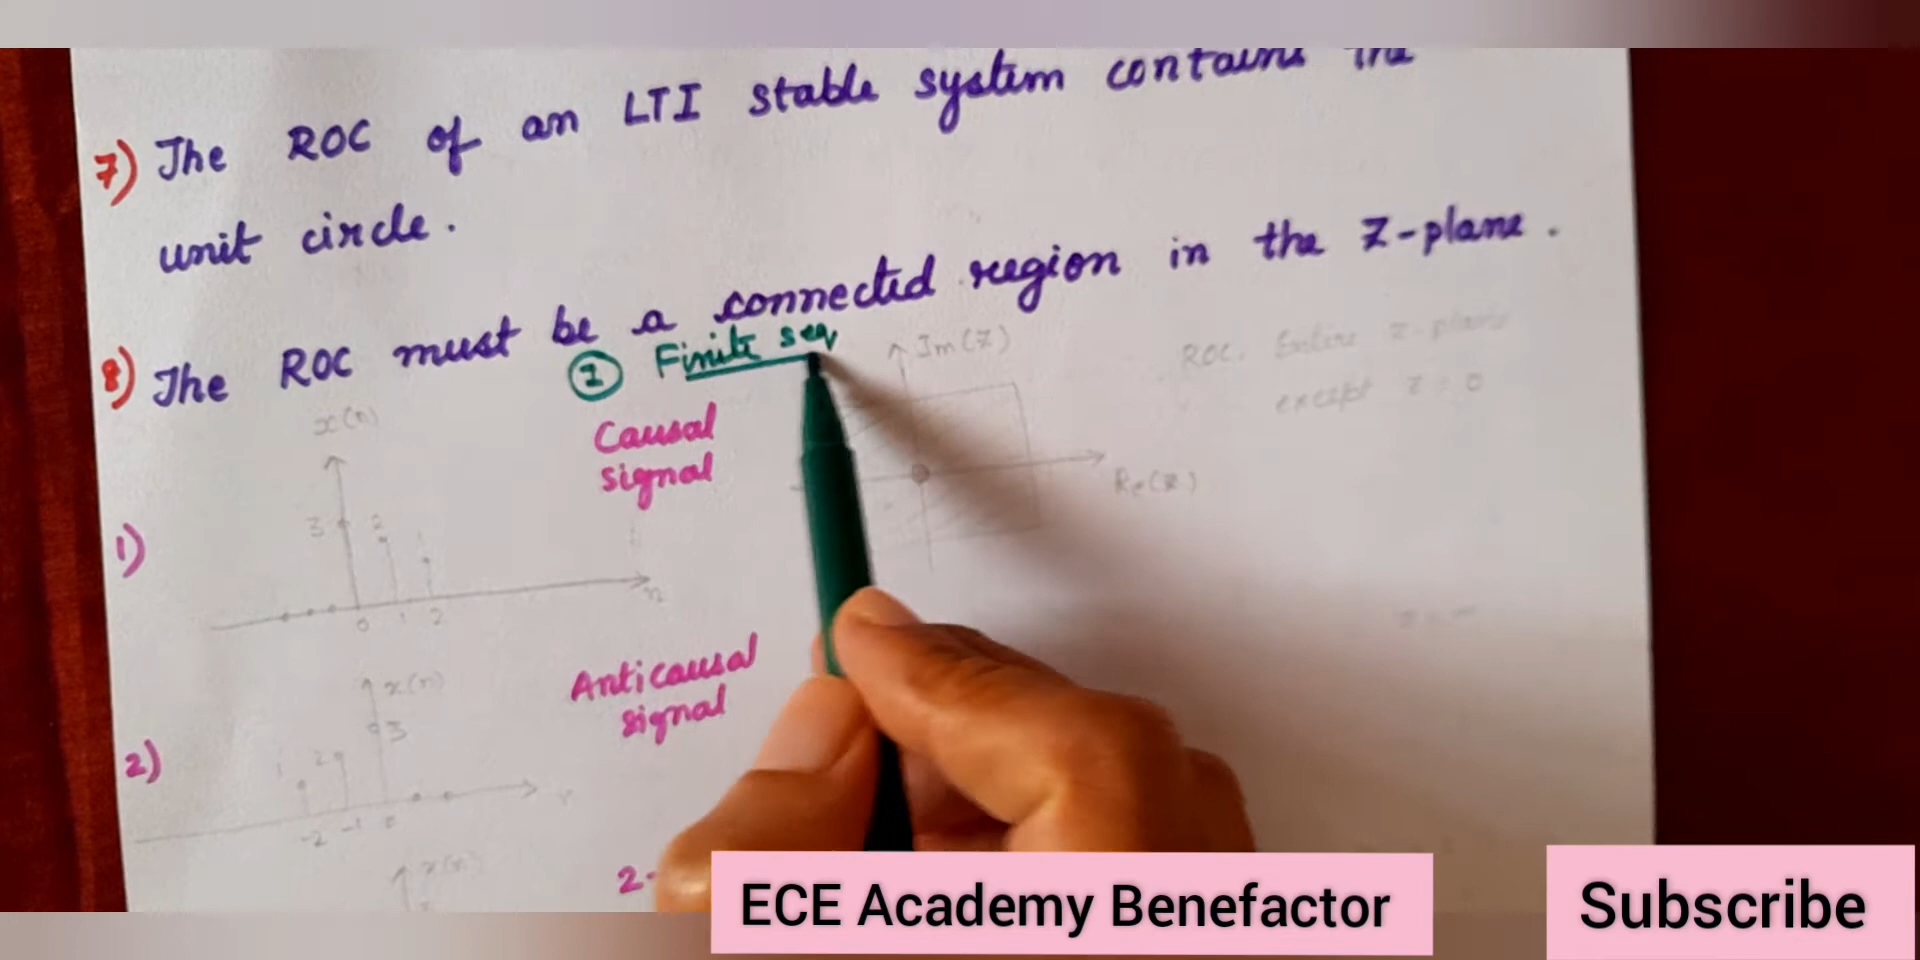 7) The ROC of an LTI stable system contains the
unit circle.
8) The ROC must be a connected region in the Z-plane.
① Finite seq
x(n)
Causal
signal
Im(z)
ROC. Entire z-plane
except z = 0
Re(z)
1)
3 2 1
n
0 1 2
Anticausal
signal
2)
x(n)
3
1 2
-2 -1 0
x(n)
2-
ECE Academy Benefactor
Subscribe